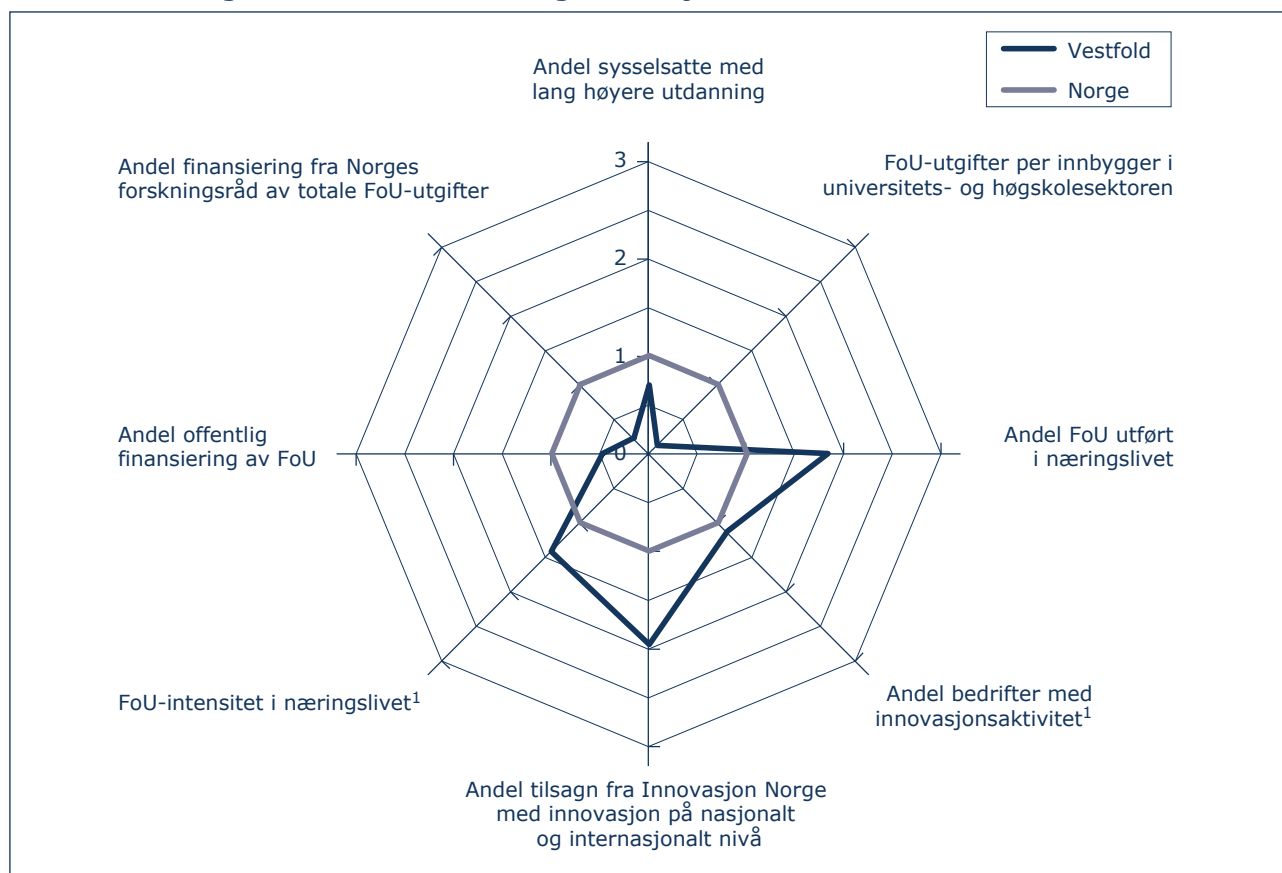 Vestfold
Norge
Andel sysselsatte med
lang høyere utdanning
FoU-utgifter per innbygger i
universitets- og høgskolesektoren
Andel FoU utført
i næringslivet
Andel bedrifter med
innovasjonsaktivitet1
Andel tilsagn fra Innovasjon Norge
med innovasjon på nasjonalt
og internasjonalt nivå
FoU-intensitet i næringslivet1
Andel offentlig
finansiering av FoU
Andel finansiering fra Norges
forskningsråd av totale FoU-utgifter
3
2
1
0